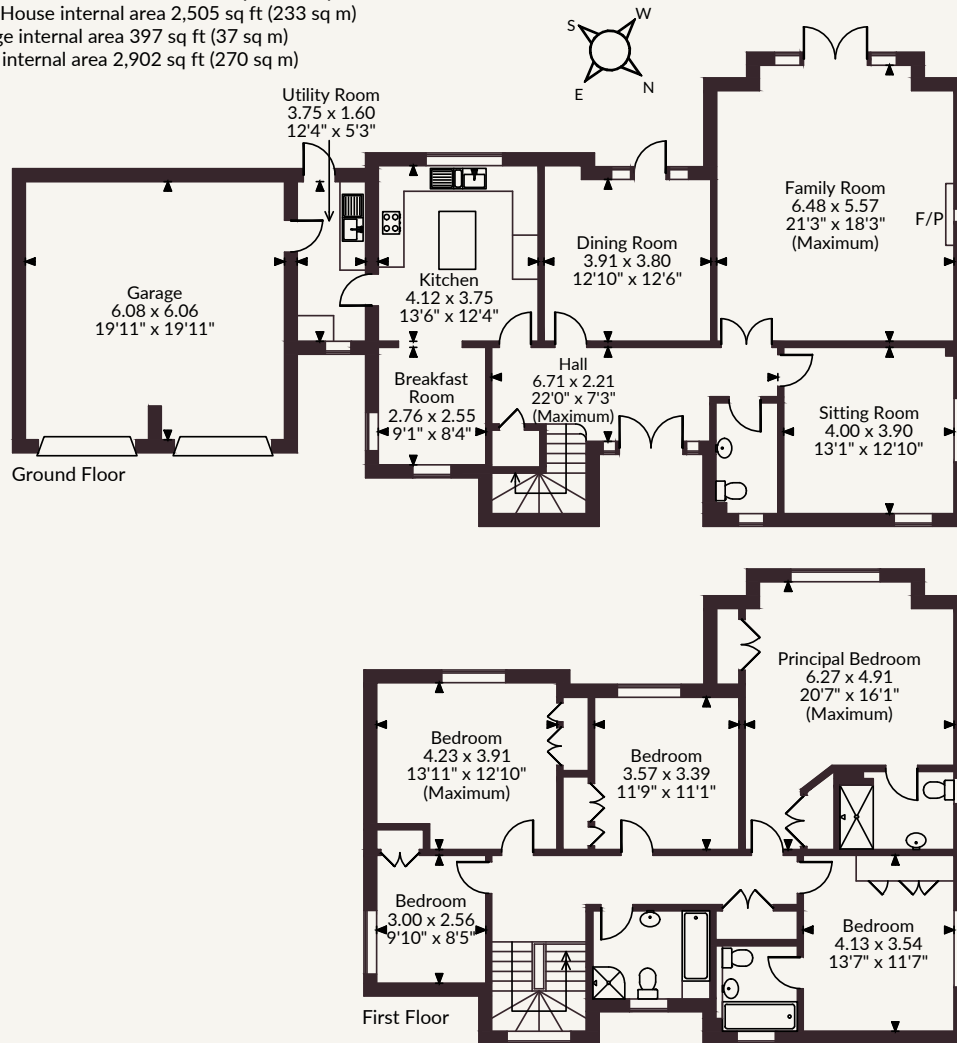 House internal area 2,505 sq ft (233 sq m)
internal area 397 sq ft (37 sq m)
internal area 2,902 sq ft (270 sq m)
S
W
E
N
Utility Room
3.75 x 1.60
12'4" x 5'3"
Family Room
6.48 x 5.57
21'3" x 18'3"
(Maximum)
F/P
Dining Room
3.91 x 3.80
12'10" x 12'6"
Kitchen
4.12 x 3.75
13'6" x 12'4"
Garage
6.08 x 6.06
19'11" x 19'11"
Hall
6.71 x 2.21
22'0" x 7'3"
(Maximum)
Breakfast
Room
2.76 x 2.55
9'1" x 8'4"
Sitting Room
4.00 x 3.90
13'1" x 12'10"
Ground Floor
Principal Bedroom
6.27 x 4.91
20'7" x 16'1"
(Maximum)
Bedroom
4.23 x 3.91
13'11" x 12'10"
(Maximum)
Bedroom
3.57 x 3.39
11'9" x 11'1"
Bedroom
3.00 x 2.56
9'10" x 8'5"
Bedroom
4.13 x 3.54
13'7" x 11'7"
First Floor